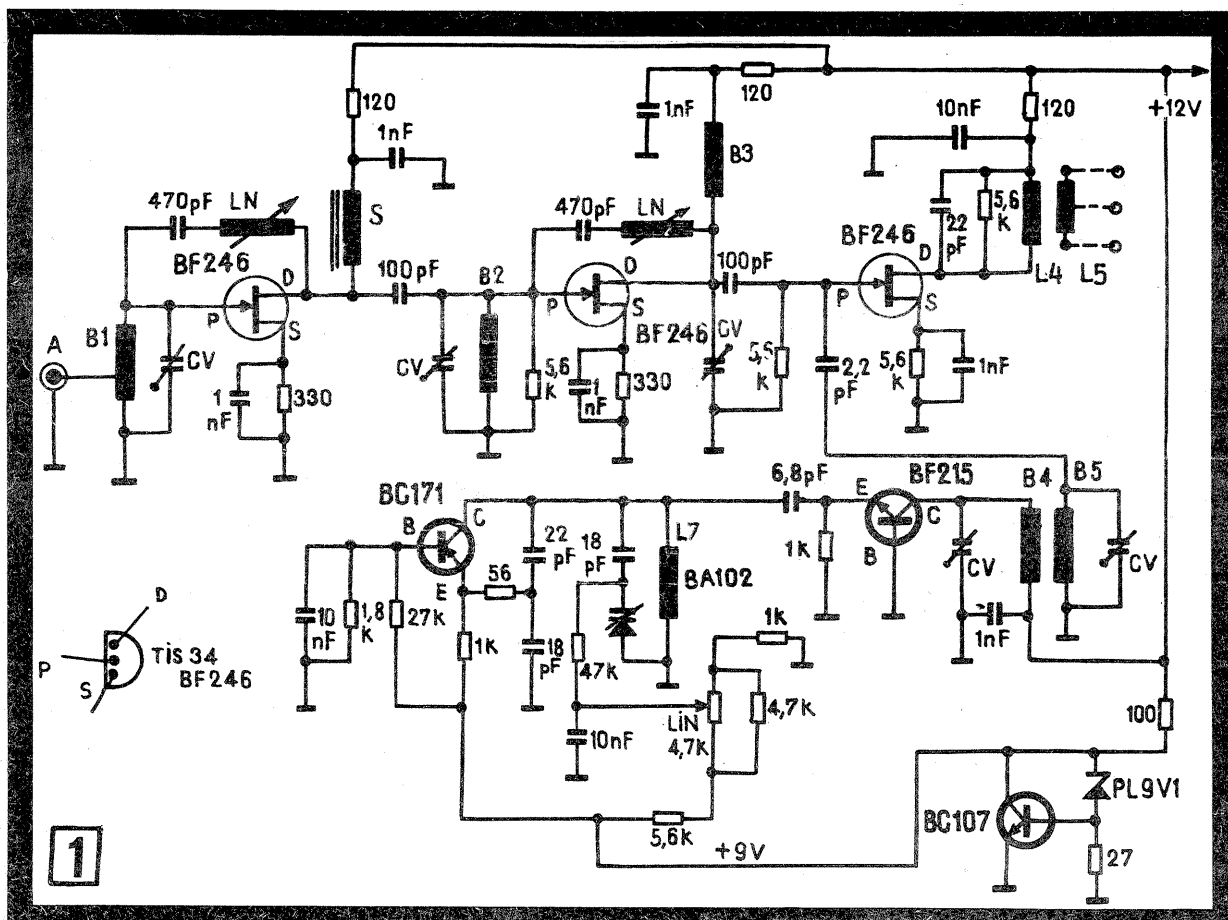 120
120
1nF
10nF
120
+12V
1nF
B3
470pF LN
S
470pF LN
22 pF
5,6 k
BF246
D
BF246
D
100pF
B2
D
100pF
L4
L5
P
S
P
S
BF246
P
S
A
B1
CV
CV
5,6 k
CV
5,6 k
2,2 pF
5,6 k
1nF
1 nF
330
1 nF
330
6,8pF
BF215
B4
B5
BC171
E
C
B
C
B
22 pF
18 pF
L7
BA102
1k
CV
CV
E
56
10 nF
1,8 k
27k
1k
18 pF
47k
1k
1nF
D
P
TİS 34
BF246
S
LİN
4,7k
4,7k
10nF
100
PL9V1
BC107
5,6k
+9V
27
1